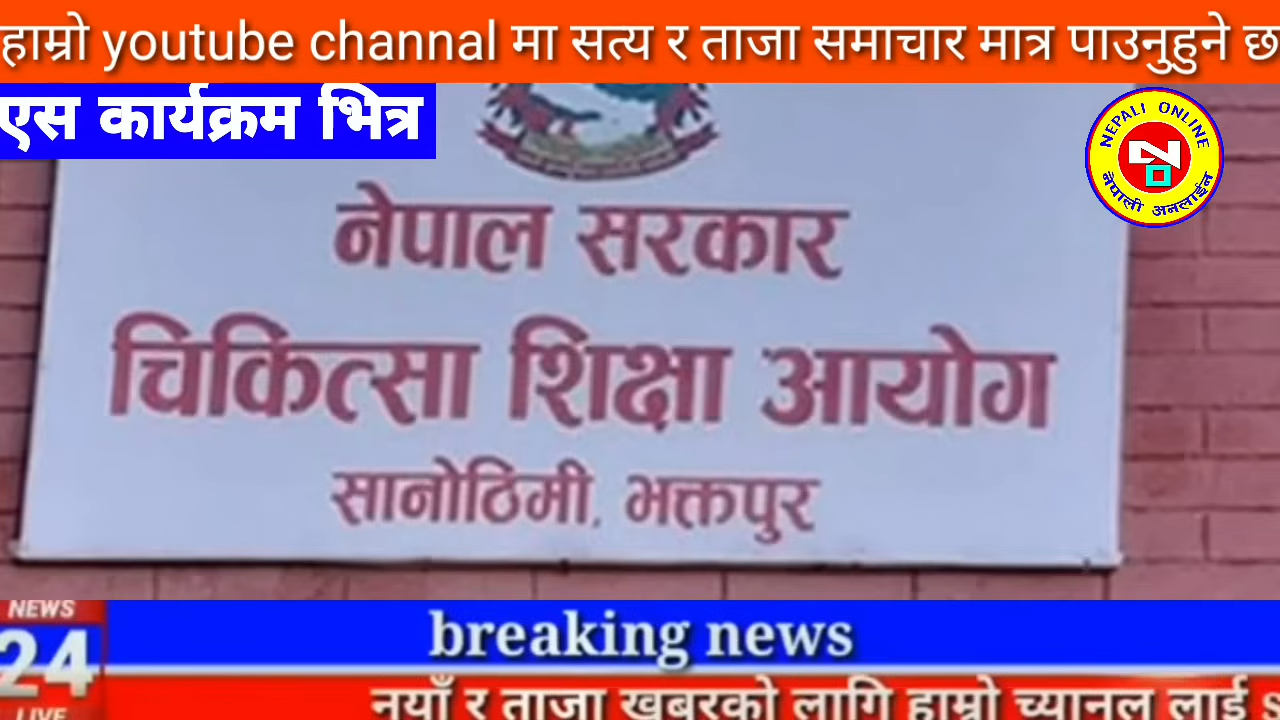 हाम्रो youtube channal मा सत्य र ताजा समाचार मात्र पाउनुहुने छ
एस कार्यक्रम भित्र
NEPALI ONLINE
नेपाली अनलाईन
नेपाल सरकार
चिकित्सा शिक्षा आयोग
सानोठिमी, भक्तपुर
NEWS
24
LIVE
breaking news
नयाँ र ताजा खबरको लागि हाम्रो च्यानल लाई s